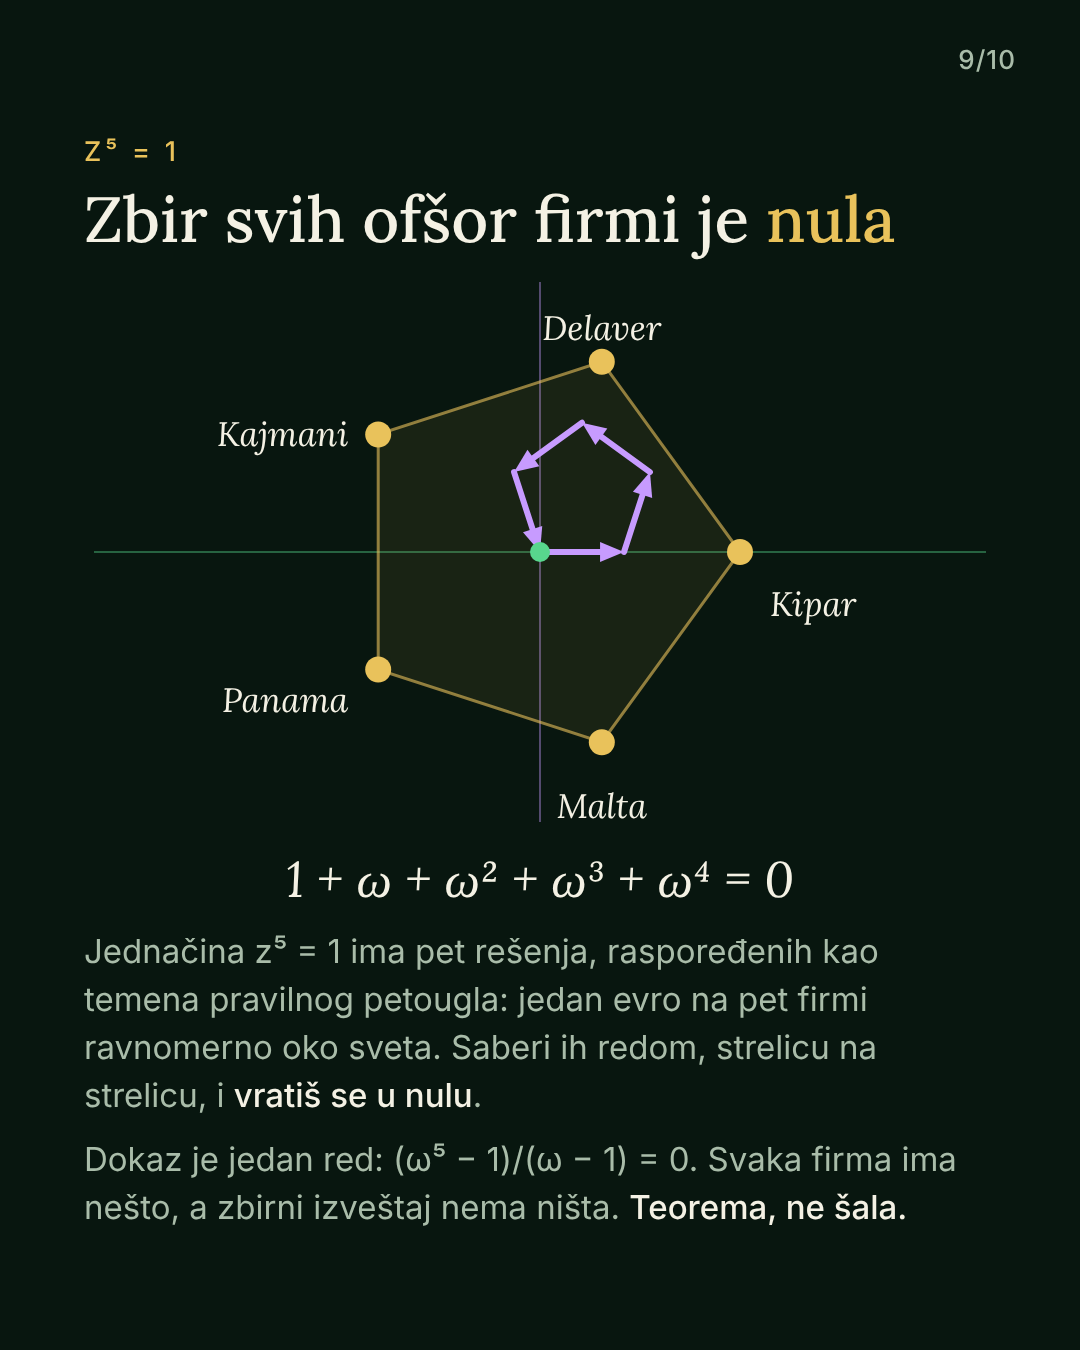 9/10
z⁵ = 1
Zbir svih ofšor firmi je nula
Delaver
Kajmani
Kipar
Panama
Malta
1 + ω + ω² + ω³ + ω⁴ = 0
Jednačina z⁵ = 1 ima pet rešenja, raspoređenih kao
temena pravilnog petougla: jedan evro na pet firmi
ravnomerno oko sveta. Saberi ih redom, strelicu na
strelicu, i vratiš se u nulu.
Dokaz je jedan red: (ω⁵ − 1)/(ω − 1) = 0. Svaka firma ima
nešto, a zbirni izveštaj nema ništa. Teorema, ne šala.